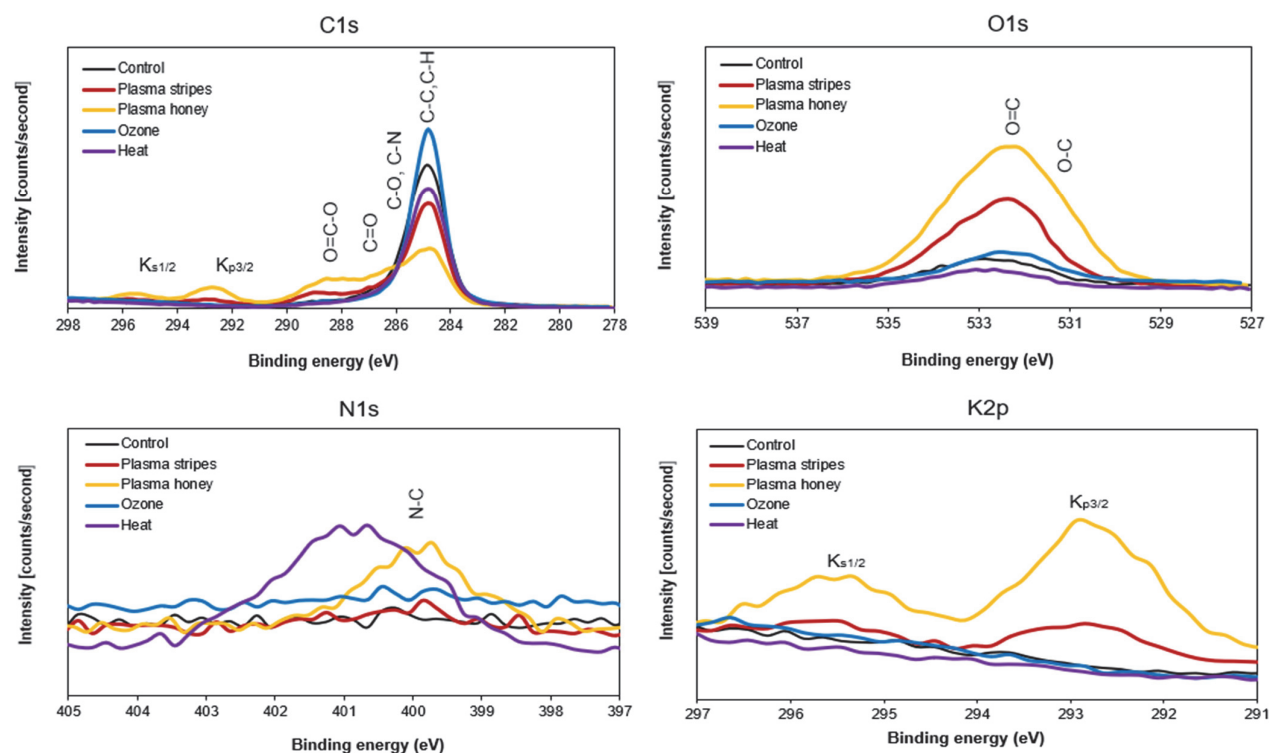 C1s
Intensity [counts/second]
Control
Plasma stripes
Plasma honey
Ozone
Heat
Ks1/2
Kp3/2
O=C-O
C=O
C-O, C-N
C-C,C-H
298 296 294 292 290 288 286 284 282 280 278
Binding energy (eV)
O1s
Intensity [counts/second]
Control
Plasma stripes
Plasma honey
Ozone
Heat
O=C
O-C
539 537 535 533 531 529 527
Binding energy (eV)
N1s
Intensity [counts/second]
Control
Plasma stripes
Plasma honey
Ozone
Heat
N-C
405 404 403 402 401 400 399 398 397
Binding energy (eV)
K2p
Intensity [counts/second]
Control
Plasma stripes
Plasma honey
Ozone
Heat
Ks1/2
Kp3/2
297 296 295 294 293 292 291
Binding energy (eV)